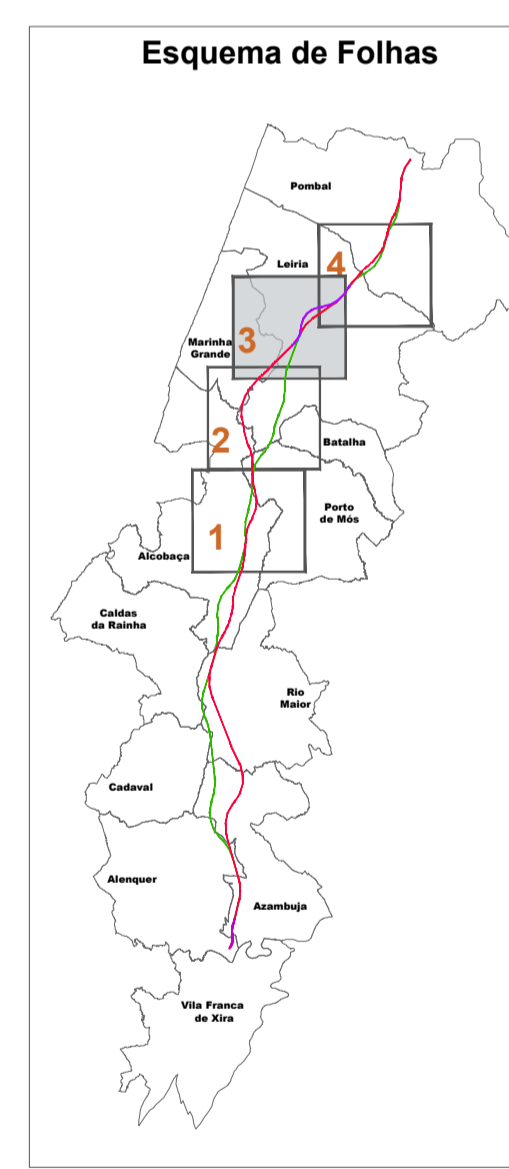 Esquema de Folhas
Pombal
Leiria
4
Marinha
Grande
3
2
Batalha
1
Porto
de Mós
Alcobaça
Caldas
da Rainha
Rio
Maior
Cadaval
Alenquer
Azambuja
Vila Franca
de Xira